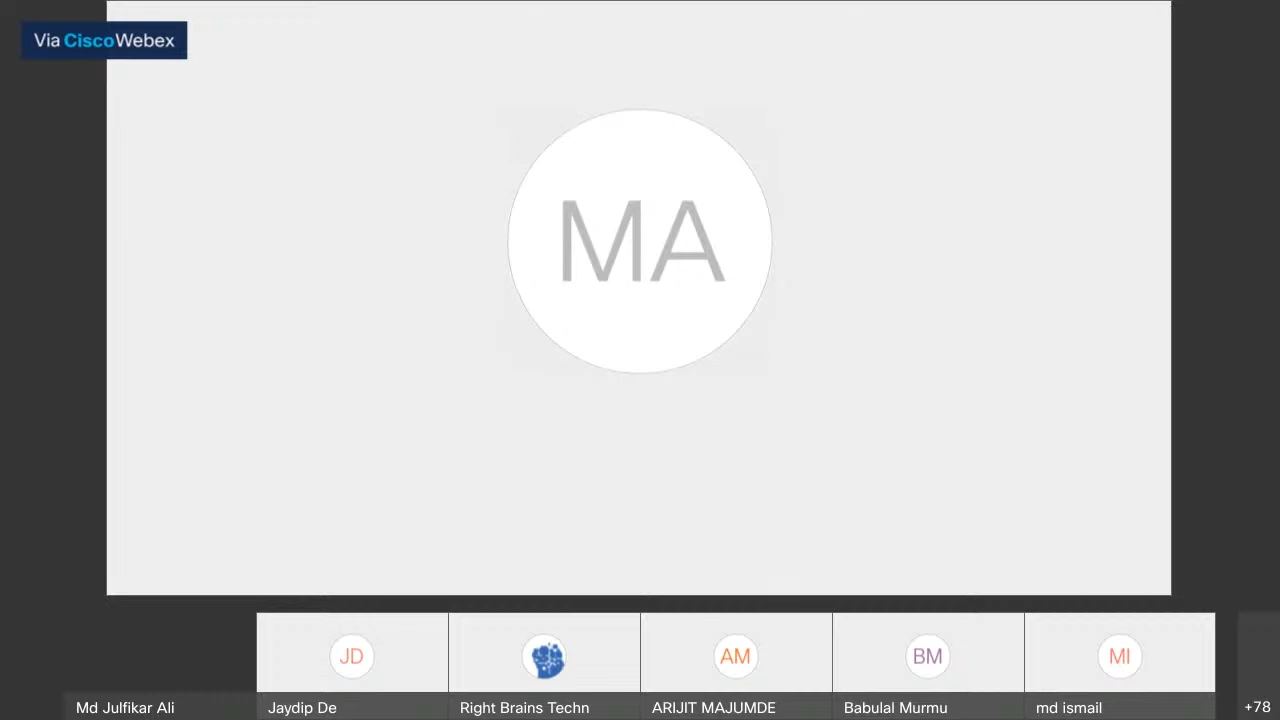 Via CiscoWebex
MA
JD
AM
BM
MI
Md Julfikar Ali
Jaydip De
Right Brains Techn
ARIJIT MAJUMDE
Babulal Murmu
md ismail
+78